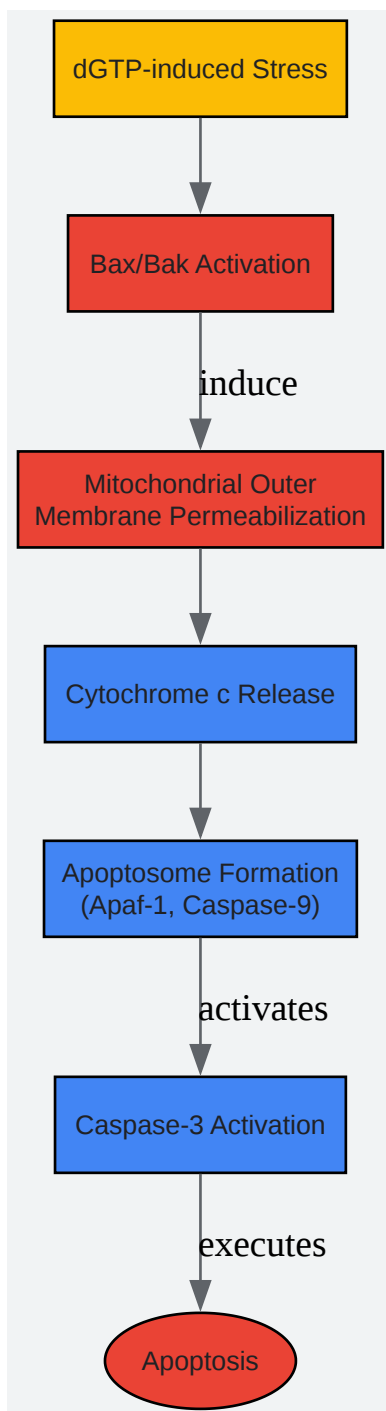 dGTP-induced Stress
Bax/Bak Activation
induce
Mitochondrial Outer
Membrane Permeabilization
Cytochrome c Release
Apoptosome Formation
(Apaf-1, Caspase-9)
activates
Caspase-3 Activation
executes
Apoptosis